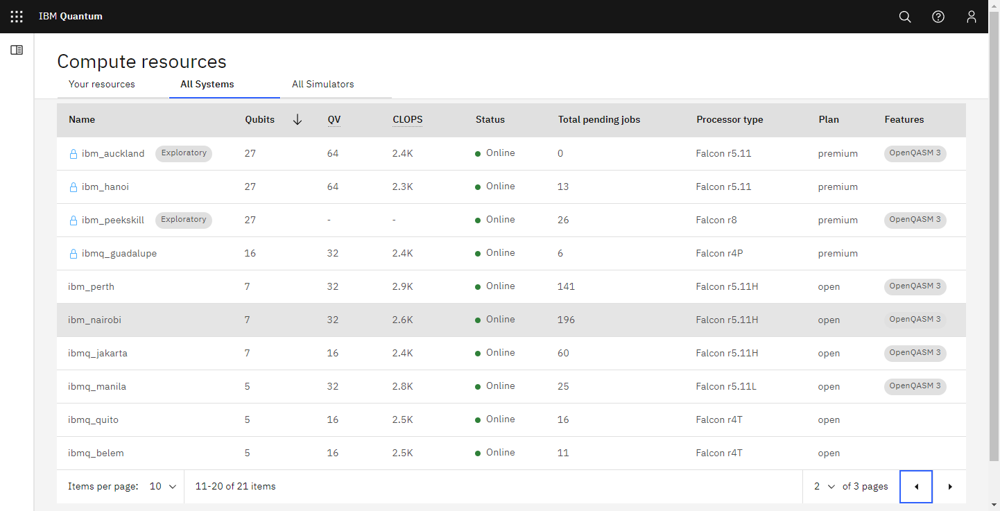 IBM Quantum
Compute resources
Your resources All Systems All Simulators
Name Qubits QV CLOPS Status Total pending jobs Processor type Plan Features
ibm_auckland Exploratory 27 64 2.4K Online 0 Falcon r5.11 premium OpenQASM 3
ibm_hanoi 27 64 2.3K Online 13 Falcon r5.11 premium
ibm_peekskill Exploratory 27 - - Online 26 Falcon r8 premium OpenQASM 3
ibmq_guadalupe 16 32 2.4K Online 6 Falcon r4P premium
ibm_perth 7 32 2.9K Online 141 Falcon r5.11H open OpenQASM 3
ibm_nairobi 7 32 2.6K Online 196 Falcon r5.11H open OpenQASM 3
ibmq_jakarta 7 16 2.4K Online 60 Falcon r5.11H open OpenQASM 3
ibmq_manila 5 32 2.8K Online 25 Falcon r5.11L open OpenQASM 3
ibmq_quito 5 16 2.5K Online 16 Falcon r4T open
ibmq_belem 5 16 2.5K Online 11 Falcon r4T open
Items per page: 10 11-20 of 21 items 2 of 3 pages